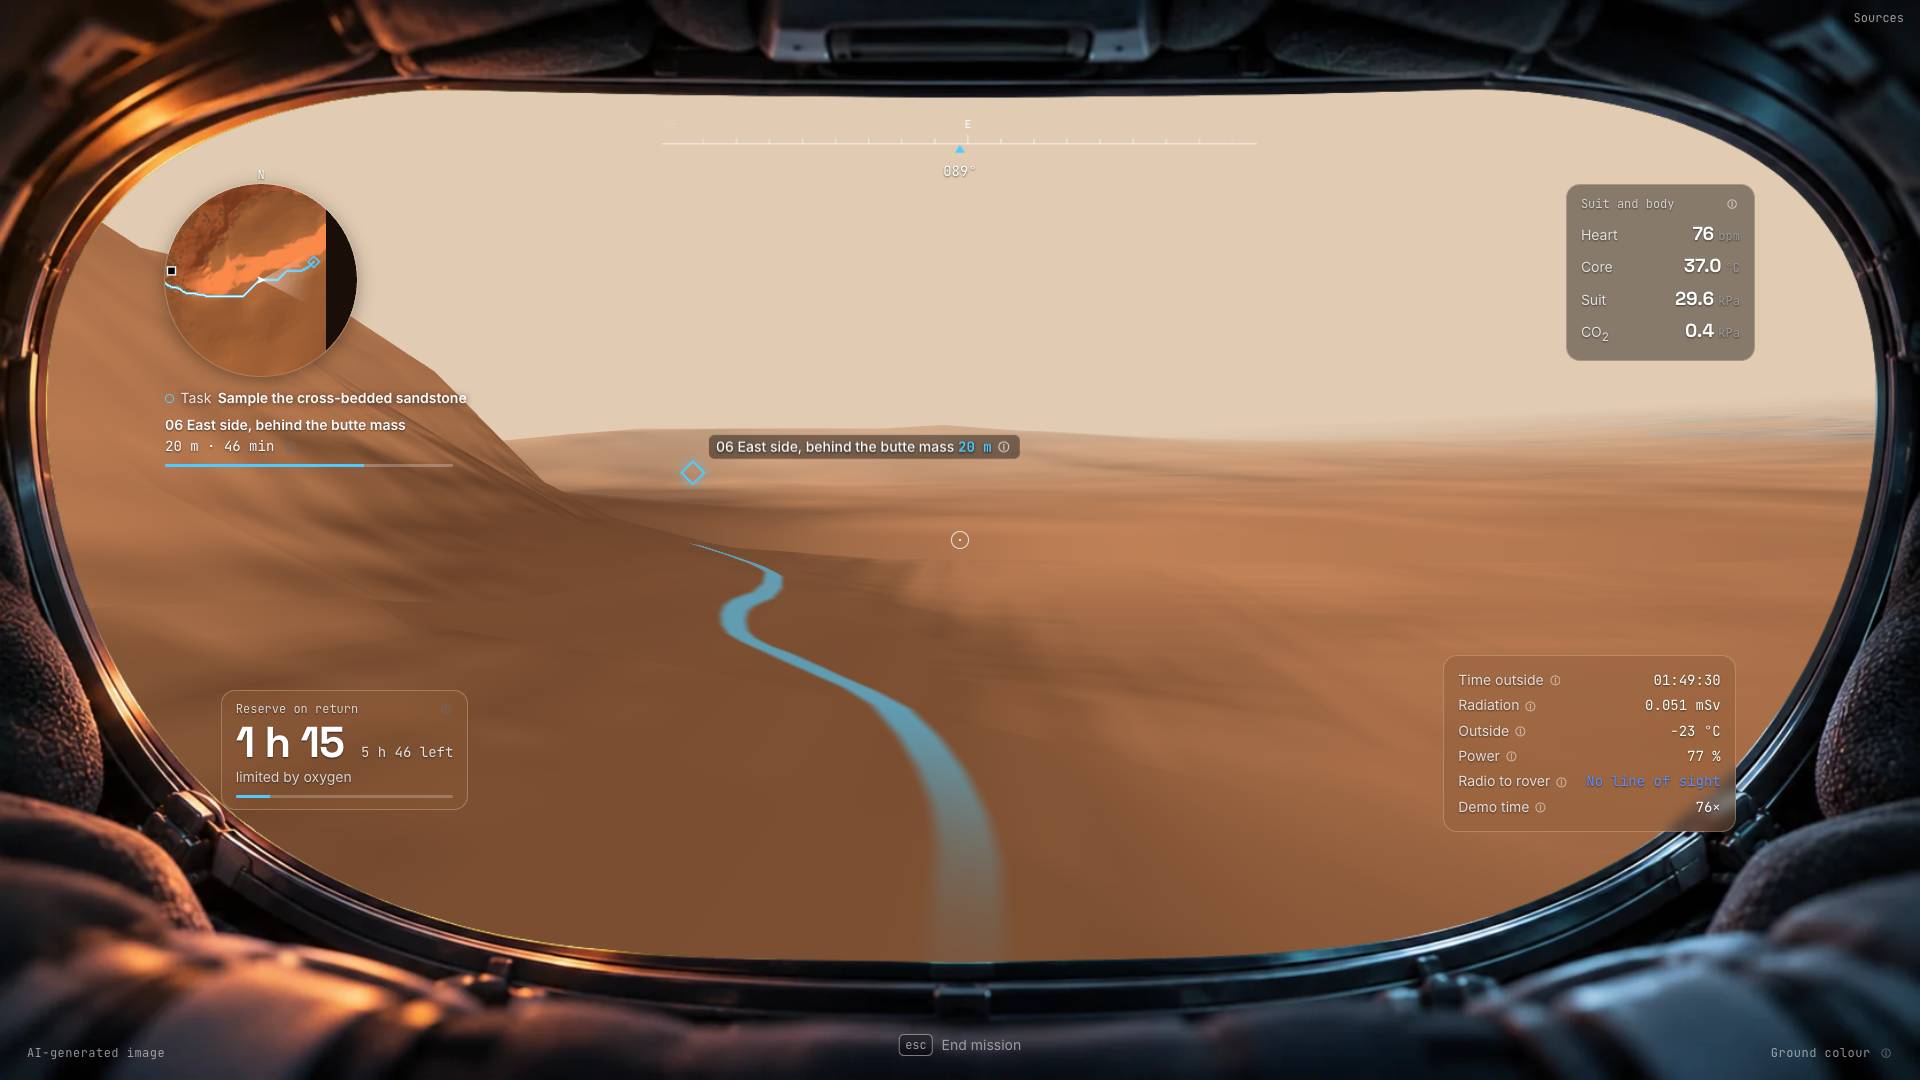 Sources
E
089°
N
Task Sample the cross-bedded sandstone
06 East side, behind the butte mass
20 m · 46 min
06 East side, behind the butte mass 20 m
Suit and body
Heart 76 bpm
Core 37.0 °C
Suit 29.6 kPa
CO2 0.4 kPa
Reserve on return
1 h 15 5 h 46 left
limited by oxygen
Time outside 01:49:30
Radiation 0.051 mSv
Outside -23 °C
Power 77 %
Radio to rover No line of sight
Demo time 76×
AI-generated image
esc End mission
Ground colour